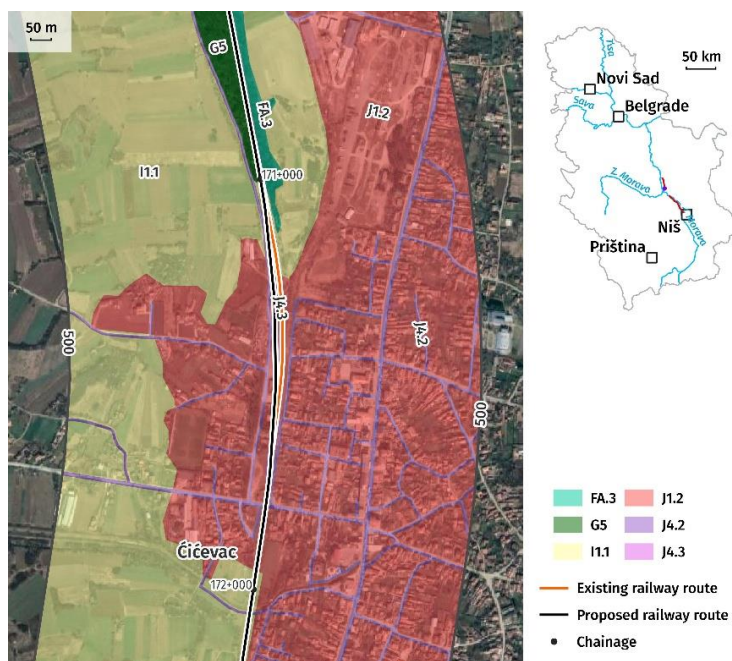 50 m
G5
FA.3
J1.2
I1.1
171+000
J4.3
J4.2
500
500
Ćićevac
172+000
50 km
Tisa
Novi Sad
Sava
Belgrade
Z. Morava
Niš
J. Morava
Priština
FA.3
J1.2
G5
J4.2
I1.1
J4.3
Existing railway route
Proposed railway route
Chainage